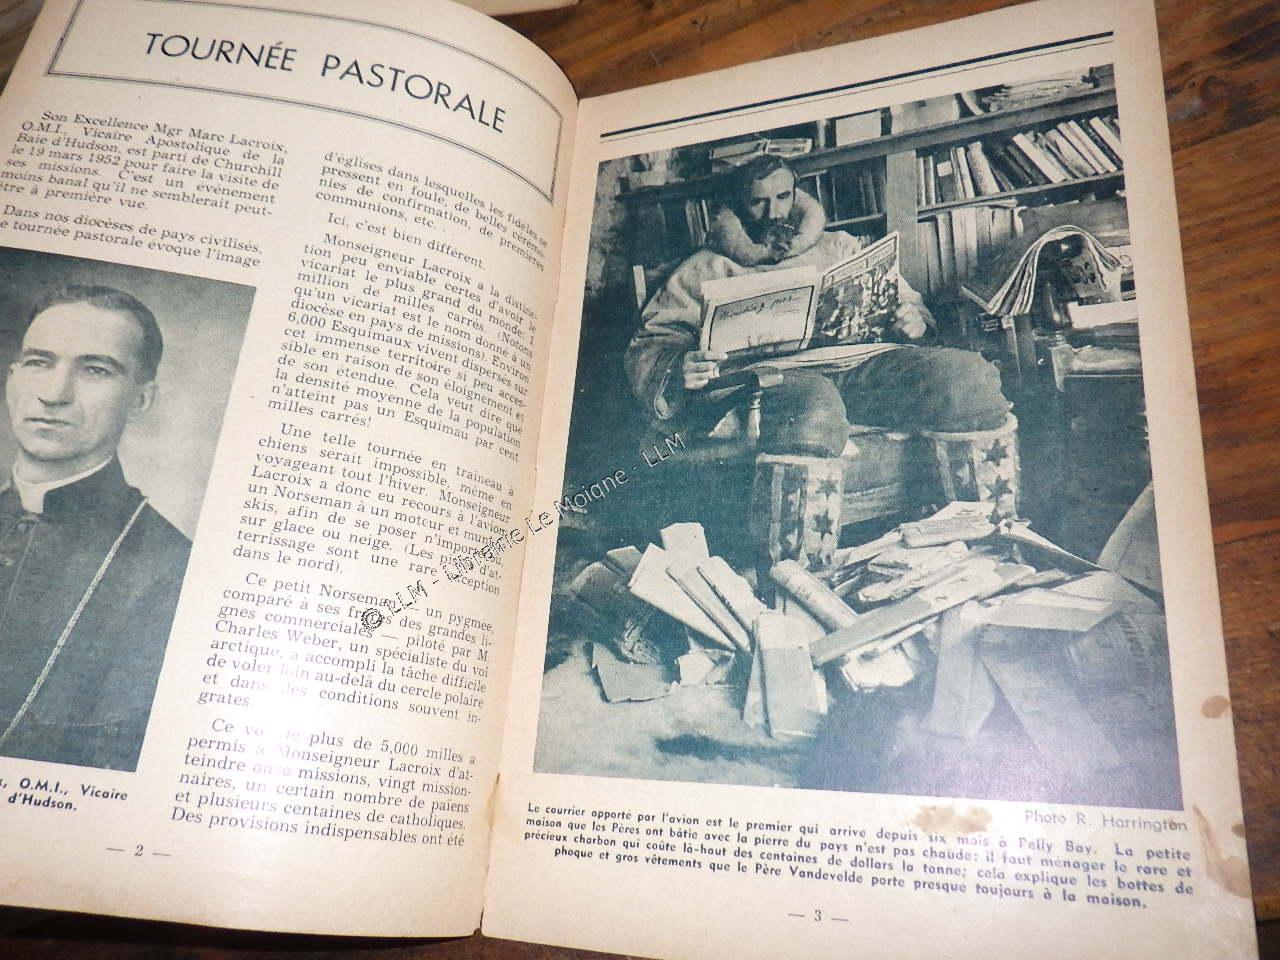 TOURNÉE PASTORALE
Son Excellence Mgr Marc Lacroix,
O.M.I., Vicaire Apostolique de la
Baie d'Hudson, est parti de Churchill
le 19 mars 1952 pour faire la visite de
ses missions. C'est un événement
moins banal qu'il ne semblerait peut-
être à première vue.
Dans nos diocèses de pays civilisés,
e tournée pastorale évoque l'image
O.M.I., Vicaire
d'Hudson.
— 2 —
d'églises dans lesquelles les fidèles se
pressent en foule, de belles cérémo-
nies de confirmation, de premières
communions, etc. . .
Ici, c'est bien différent.
Monseigneur Lacroix a la distinc-
tion peu enviable certes d'avoir le
vicariat le plus grand du monde: 1
million de milles carrés. (Notons
qu'un vicariat est le nom donné à un
diocèse en pays de missions). Environ
6,000 Esquimaux vivent dispersés sur
cet immense territoire si peu acces-
sible en raison de son éloignement et
de son étendue. Cela veut dire que
la densité moyenne de la population
n'atteint pas un Esquimau par cent
milles carrés!
Une telle tournée en traineau à
chiens serait impossible, même en
voyageant tout l'hiver. Monseigneur
Lacroix a donc eu recours à l'avion,
un Norseman à un moteur et muni de
skis, afin de se poser n'importe où,
sur glace ou neige. (Les pistes d'at-
terrissage sont une rare exception
dans le nord).
Ce petit Norseman — un pygmée,
comparé à ses frères des grandes li-
gnes commerciales — piloté par M.
Charles Weber, un spécialiste du vol
arctique, a accompli la tâche difficile
de voler loin au-delà du cercle polaire
et dans des conditions souvent in-
grates.
Ce vol de plus de 5,000 milles a
permis à Monseigneur Lacroix d'at-
teindre onze missions, vingt mission-
naires, un certain nombre de païens
et plusieurs centaines de catholiques.
Des provisions indispensables ont été
© LLM - Librairie Le Moigne - LLM
N'oubliez pas...
Photo R. Harrington
Le courrier apporté par l'avion est le premier qui arrive depuis six mois à Pelly Bay. La petite
maison que les Pères ont bâtie avec la pierre du pays n'est pas chaude: il faut ménager le rare et
précieux charbon qui coûte là-haut des centaines de dollars la tonne; cela explique les bottes de
phoque et gros vêtements que le Père Vandevelde porte presque toujours à la maison.
— 3 —